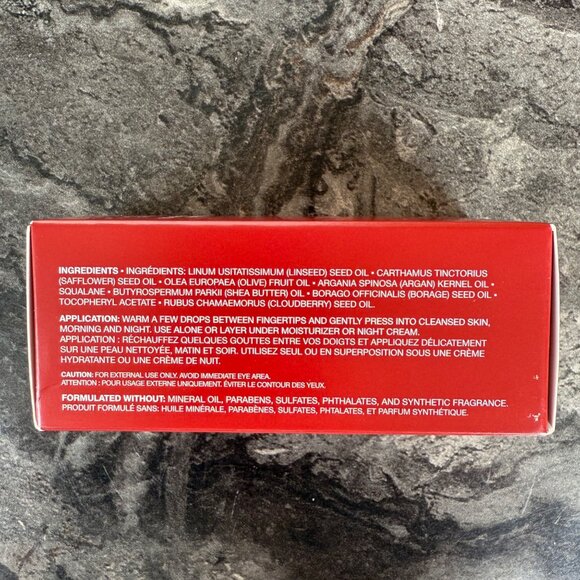 INGREDIENTS • INGRÉDIENTS: LINUM USITATISSIMUM (LINSEED) SEED OIL • CARTHAMUS TINCTORIUS
(SAFFLOWER) SEED OIL • OLEA EUROPAEA (OLIVE) FRUIT OIL • ARGANIA SPINOSA (ARGAN) KERNEL OIL •
SQUALANE • BUTYROSPERMUM PARKII (SHEA BUTTER) OIL • BORAGO OFFICINALIS (BORAGE) SEED OIL •
TOCOPHERYL ACETATE • RUBUS CHAMAEMORUS (CLOUDBERRY) SEED OIL.
APPLICATION: WARM A FEW DROPS BETWEEN FINGERTIPS AND GENTLY PRESS INTO CLEANSED SKIN,
MORNING AND NIGHT. USE ALONE OR LAYER UNDER MOISTURIZER OR NIGHT CREAM.
APPLICATION : RÉCHAUFFEZ QUELQUES GOUTTES ENTRE VOS DOIGTS ET APPLIQUEZ DÉLICATEMENT
SUR UNE PEAU NETTOYÉE, MATIN ET SOIR. UTILISEZ SEUL OU EN SUPERPOSITION SOUS UNE CRÈME
HYDRATANTE OU UNE CRÈME DE NUIT.
CAUTION: FOR EXTERNAL USE ONLY. AVOID IMMEDIATE EYE AREA.
ATTENTION : POUR USAGE EXTERNE UNIQUEMENT. ÉVITER LE CONTOUR DES YEUX.
FORMULATED WITHOUT: MINERAL OIL, PARABENS, SULFATES, PHTHALATES, AND SYNTHETIC FRAGRANCE.
PRODUIT FORMULÉ SANS: HUILE MINÉRALE, PARABÈNES, SULFATES, PHTALATES, ET PARFUM SYNTHÉTIQUE.